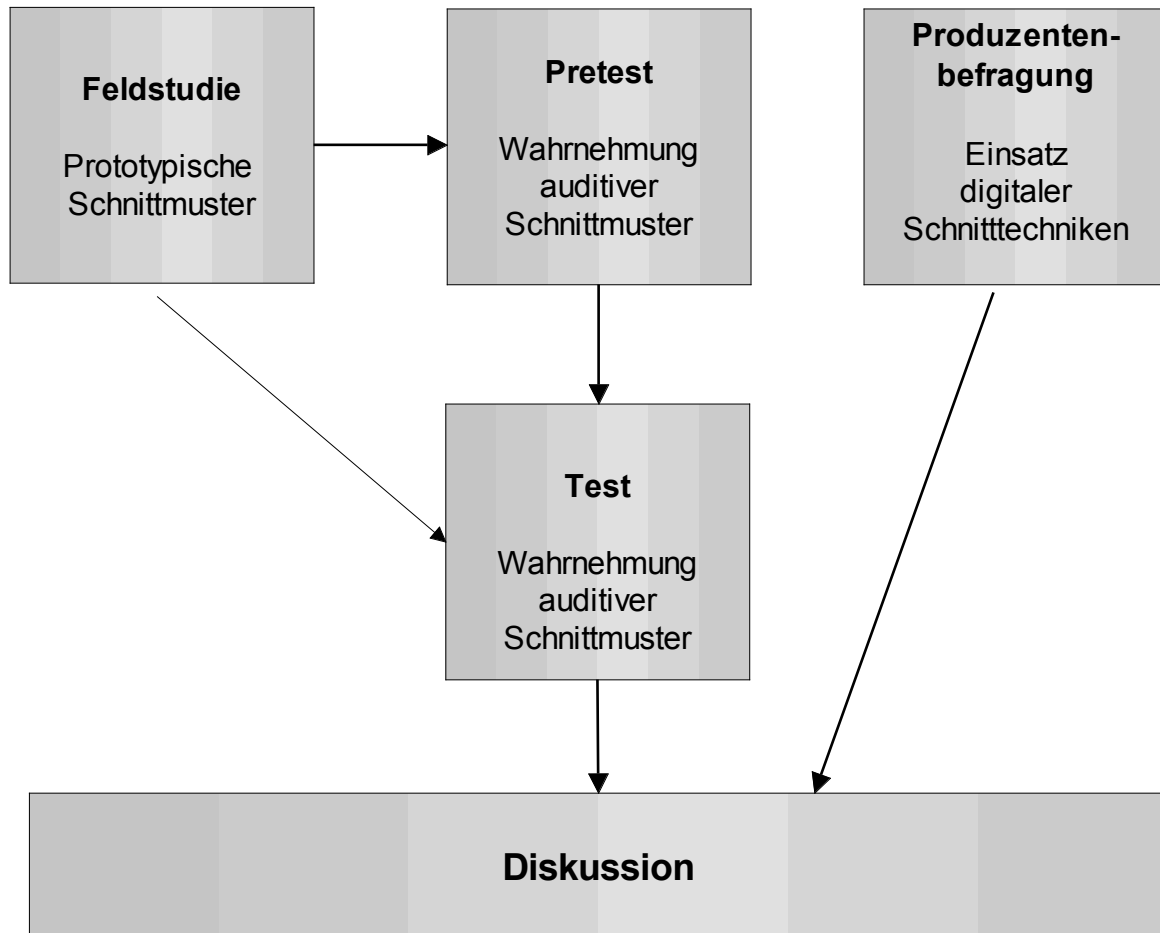 Feldstudie
Prototypische
Schnittmuster
Pretest
Wahrnehmung
auditiver
Schnittmuster
Produzenten-
befragung
Einsatz
digitaler
Schnitttechniken
Test
Wahrnehmung
auditiver
Schnittmuster
Diskussion